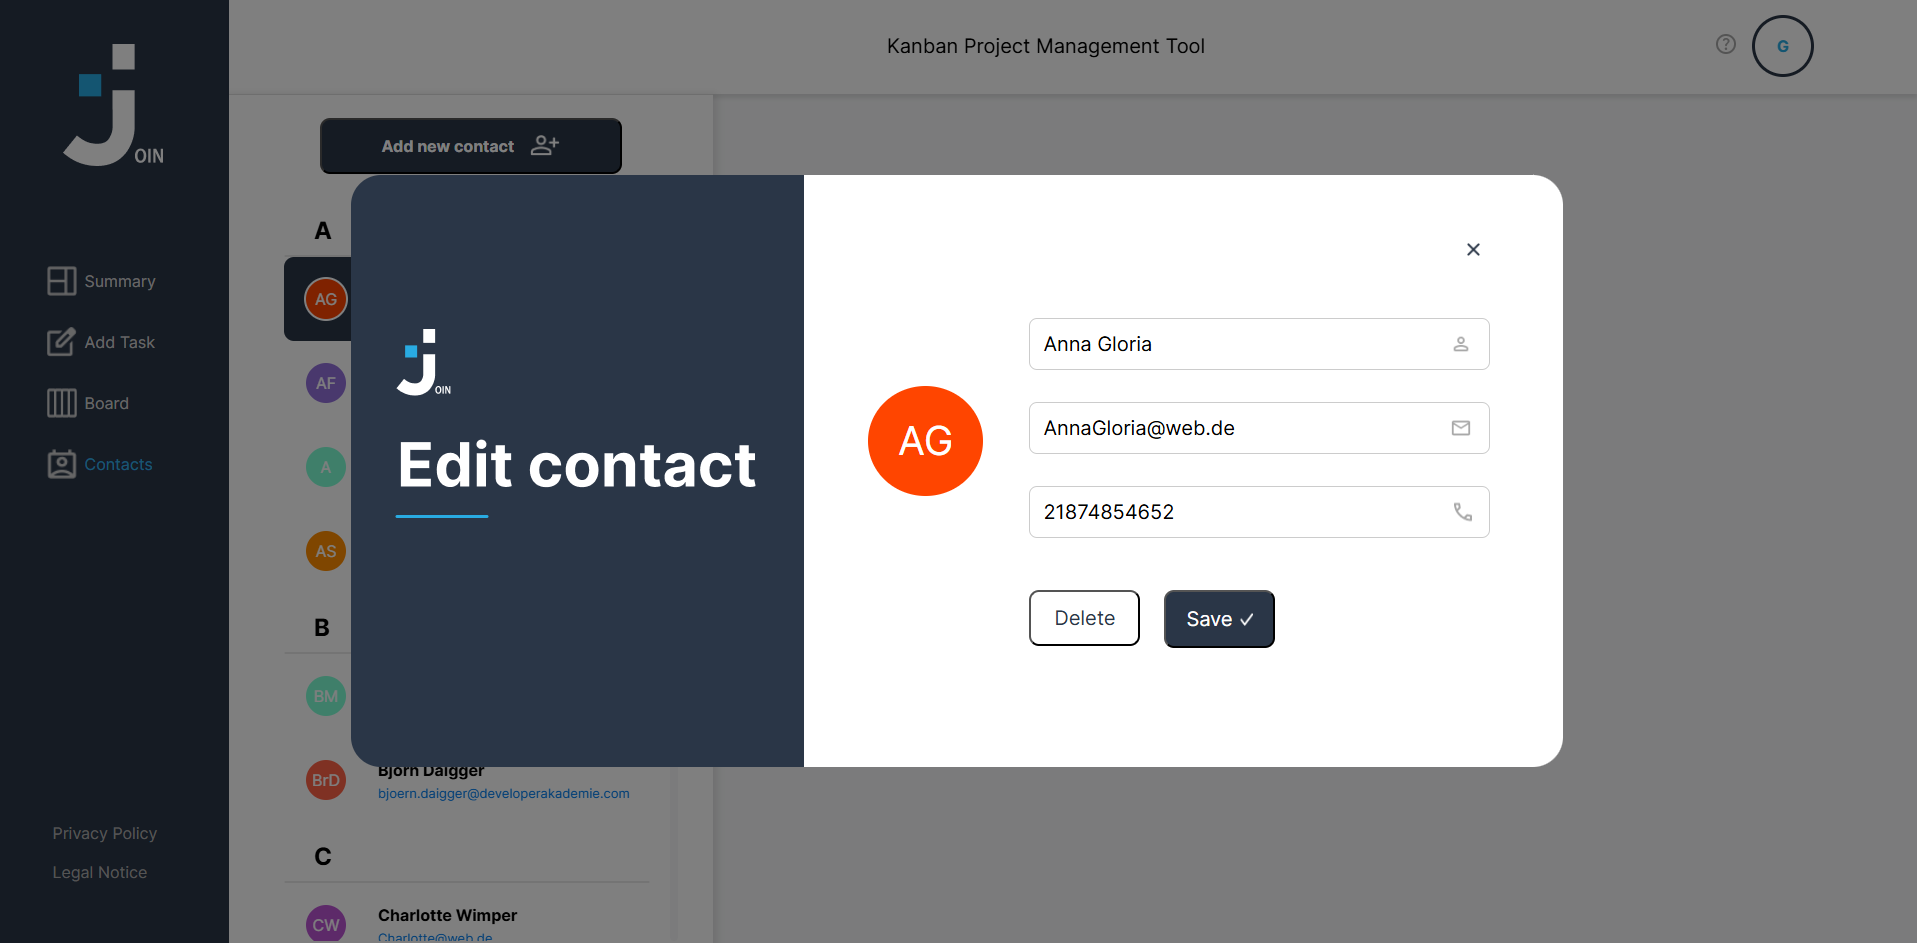 OIN
Summary
Add Task
Board
Contacts
Privacy Policy
Legal Notice
Kanban Project Management Tool
G
Add new contact
A
AG
AF
A
AS
B
BM
BrD
Bjorn Daigger
bjoern.daigger@developerakademie.com
C
CW
Charlotte Wimper
Charlotte@web.de
OIN
Edit contact
AG
Anna Gloria
AnnaGloria@web.de
21874854652
Delete
Save